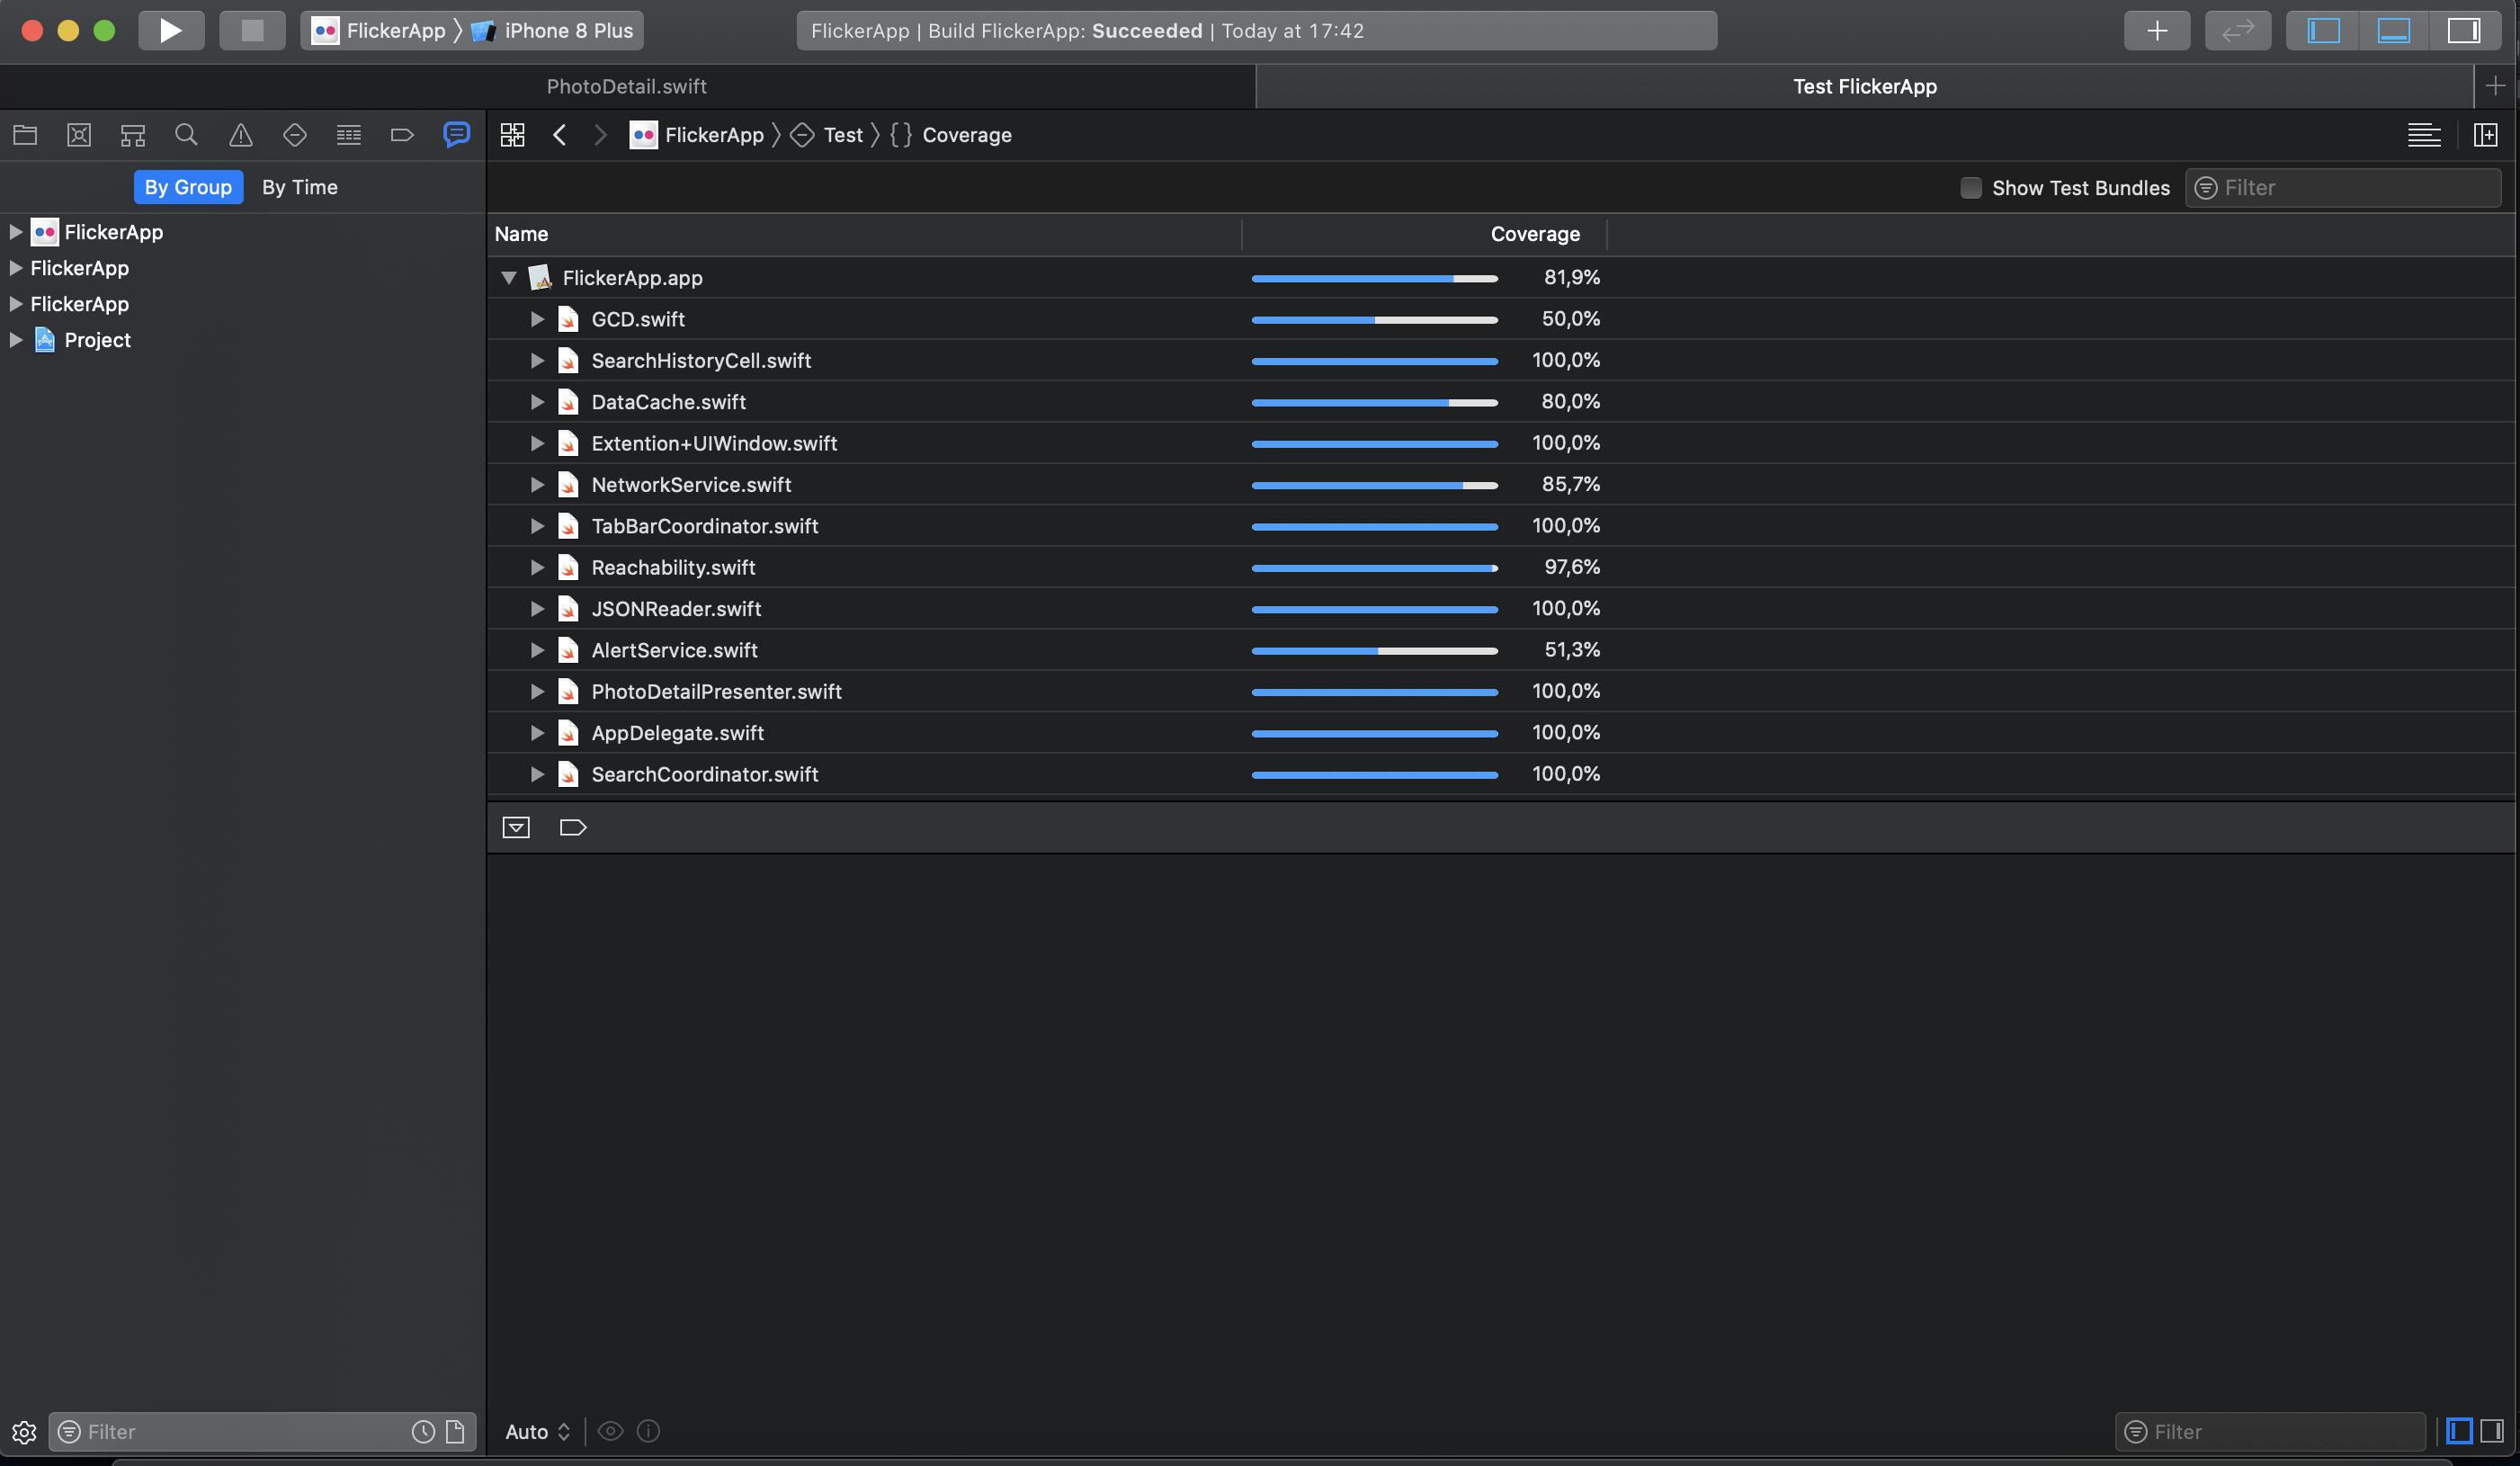 FlickerApp iPhone 8 Plus
FlickerApp | Build FlickerApp: Succeeded | Today at 17:42
PhotoDetail.swift
Test FlickerApp
FlickerApp Test {} Coverage
By Group By Time
Show Test Bundles
Filter
FlickerApp
FlickerApp
FlickerApp
Project
Name Coverage
FlickerApp.app 81,9%
GCD.swift 50,0%
SearchHistoryCell.swift 100,0%
DataCache.swift 80,0%
Extention+UIWindow.swift 100,0%
NetworkService.swift 85,7%
TabBarCoordinator.swift 100,0%
Reachability.swift 97,6%
JSONReader.swift 100,0%
AlertService.swift 51,3%
PhotoDetailPresenter.swift 100,0%
AppDelegate.swift 100,0%
SearchCoordinator.swift 100,0%
Filter
Auto
Filter